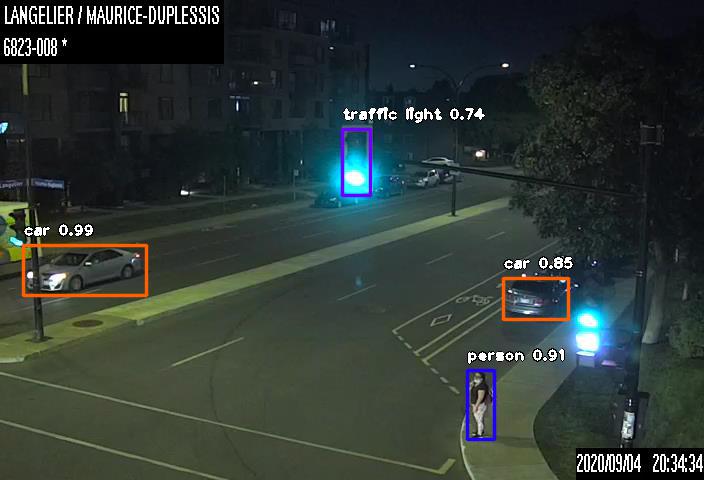 LANGELIER / MAURICE-DUPLESSIS
6823-008 *
traffic light 0.74
car 0.99
car 0.85
person 0.91
2020/09/04 20:34:34